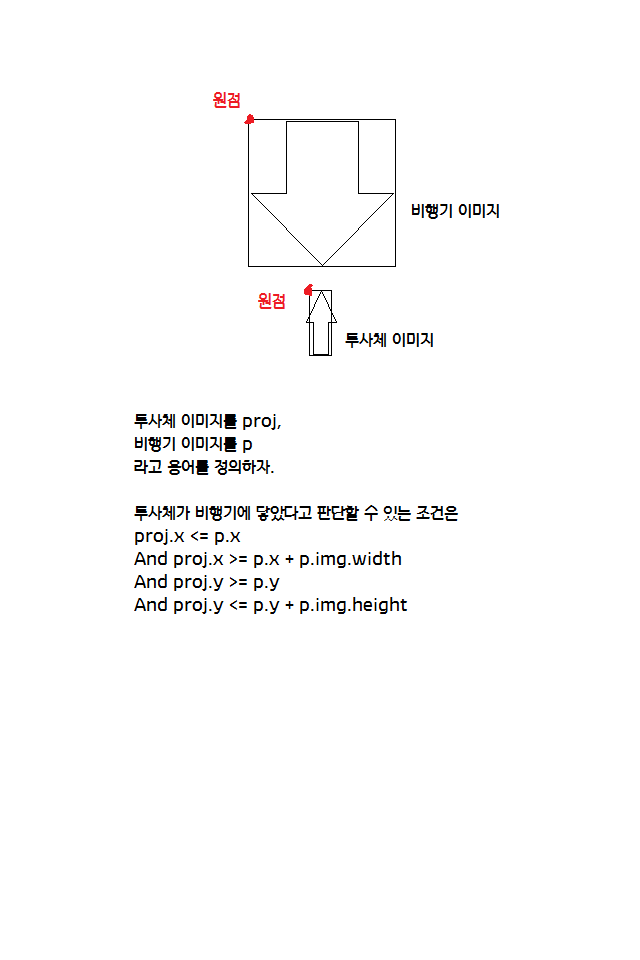 원점
비행기 이미지
원점
투사체 이미지
투사체 이미지를 proj,
비행기 이미지를 p
라고 용어를 정의하자.
투사체가 비행기에 닿았다고 판단할 수 있는 조건은
proj.x <= p.x
And proj.x >= p.x + p.img.width
And proj.y >= p.y
And proj.y <= p.y + p.img.height